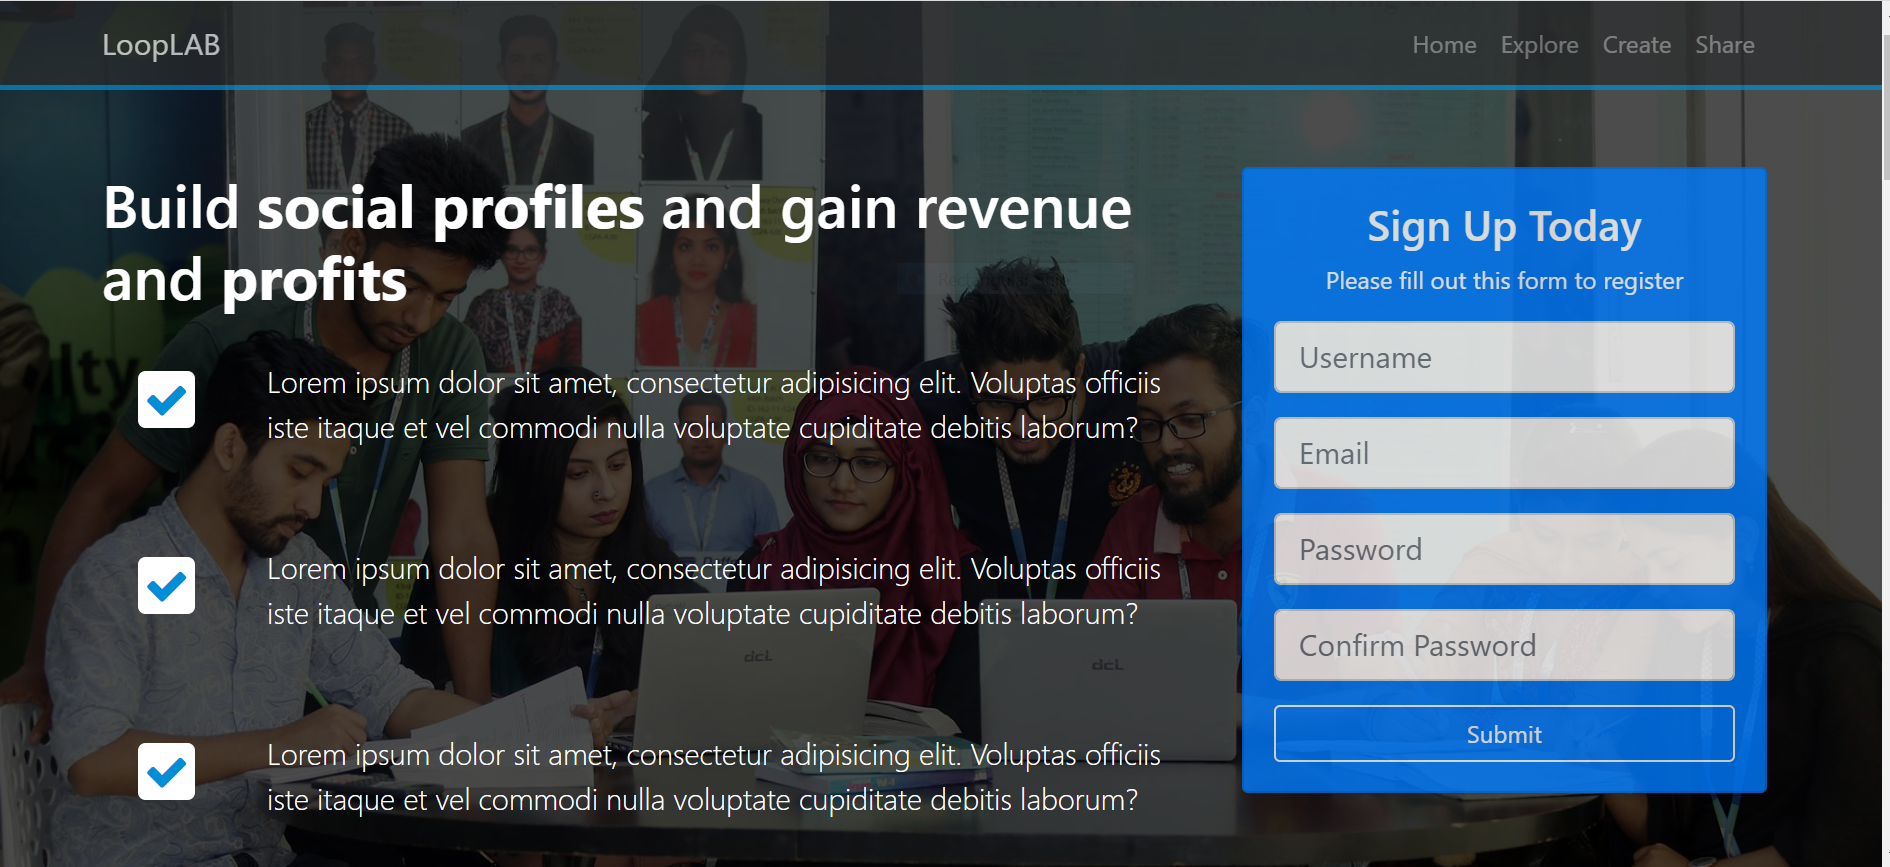 LoopLAB
Home Explore Create Share
Build social profiles and gain revenue
and profits
Sign Up Today
Please fill out this form to register
Username
Email
Password
Confirm Password
Submit
Lorem ipsum dolor sit amet, consectetur adipisicing elit. Voluptas officiis
iste itaque et vel commodi nulla voluptate cupiditate debitis laborum?
Lorem ipsum dolor sit amet, consectetur adipisicing elit. Voluptas officiis
iste itaque et vel commodi nulla voluptate cupiditate debitis laborum?
Lorem ipsum dolor sit amet, consectetur adipisicing elit. Voluptas officiis
iste itaque et vel commodi nulla voluptate cupiditate debitis laborum?
dcL
dcL